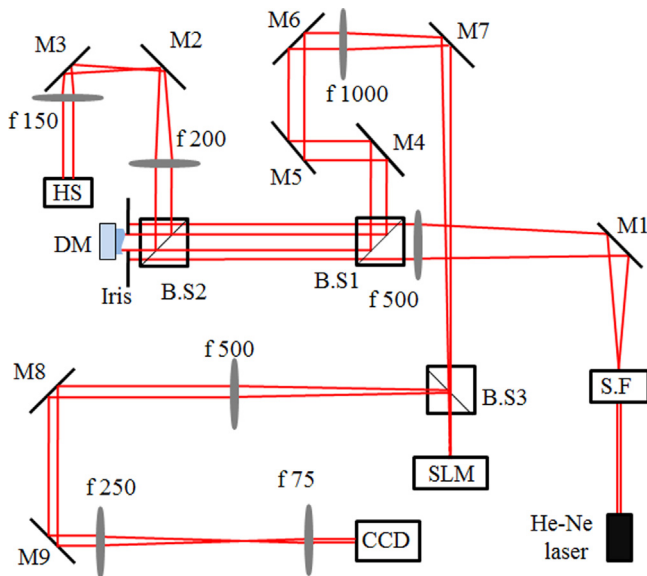 M6
M7
M3
M2
f 1000
f 150
M4
f 200
M5
HS
M1
DM
Iris
B.S2
B.S1
f 500
f 500
M8
S.F
B.S3
SLM
f 250
f 75
CCD
He-Ne
laser
M9